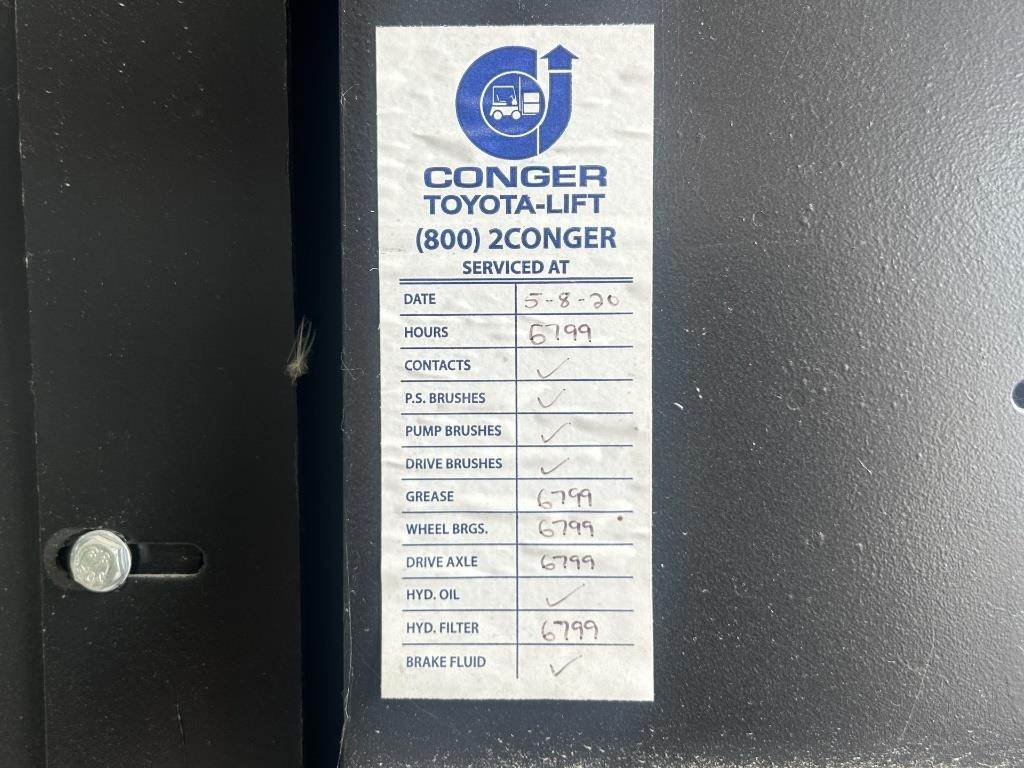 CONGER
TOYOTA-LIFT
(800) 2CONGER
SERVICED AT
DATE 5-8-20
HOURS 6799
CONTACTS ✓
P.S. BRUSHES ✓
PUMP BRUSHES ✓
DRIVE BRUSHES ✓
GREASE 6799
WHEEL BRGS. 6799
DRIVE AXLE 6799
HYD. OIL ✓
HYD. FILTER 6799
BRAKE FLUID ✓